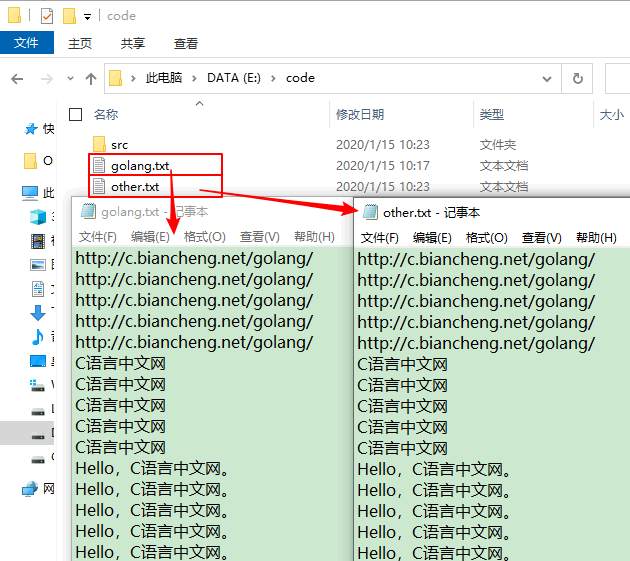 code
文件 主页 共享 查看
此电脑 DATA (E:) code
名称 修改日期 类型 大小
src 2020/1/15 10:23 文件夹
golang.txt 2020/1/15 10:17 文本文档
other.txt 2020/1/15 10:23 文本文档
golang.txt - 记事本
文件(F) 编辑(E) 格式(O) 查看(V) 帮助(H)
http://c.biancheng.net/golang/
http://c.biancheng.net/golang/
http://c.biancheng.net/golang/
http://c.biancheng.net/golang/
http://c.biancheng.net/golang/
C语言中文网
C语言中文网
C语言中文网
C语言中文网
C语言中文网
Hello，C语言中文网。
Hello，C语言中文网。
Hello，C语言中文网。
Hello，C语言中文网。
Hello，C语言中文网。
other.txt - 记事本
文件(F) 编辑(E) 格式(O) 查看(V) 帮助(H)
http://c.biancheng.net/golang/
http://c.biancheng.net/golang/
http://c.biancheng.net/golang/
http://c.biancheng.net/golang/
http://c.biancheng.net/golang/
C语言中文网
C语言中文网
C语言中文网
C语言中文网
C语言中文网
Hello，C语言中文网。
Hello，C语言中文网。
Hello，C语言中文网。
Hello，C语言中文网。
Hello，C语言中文网。